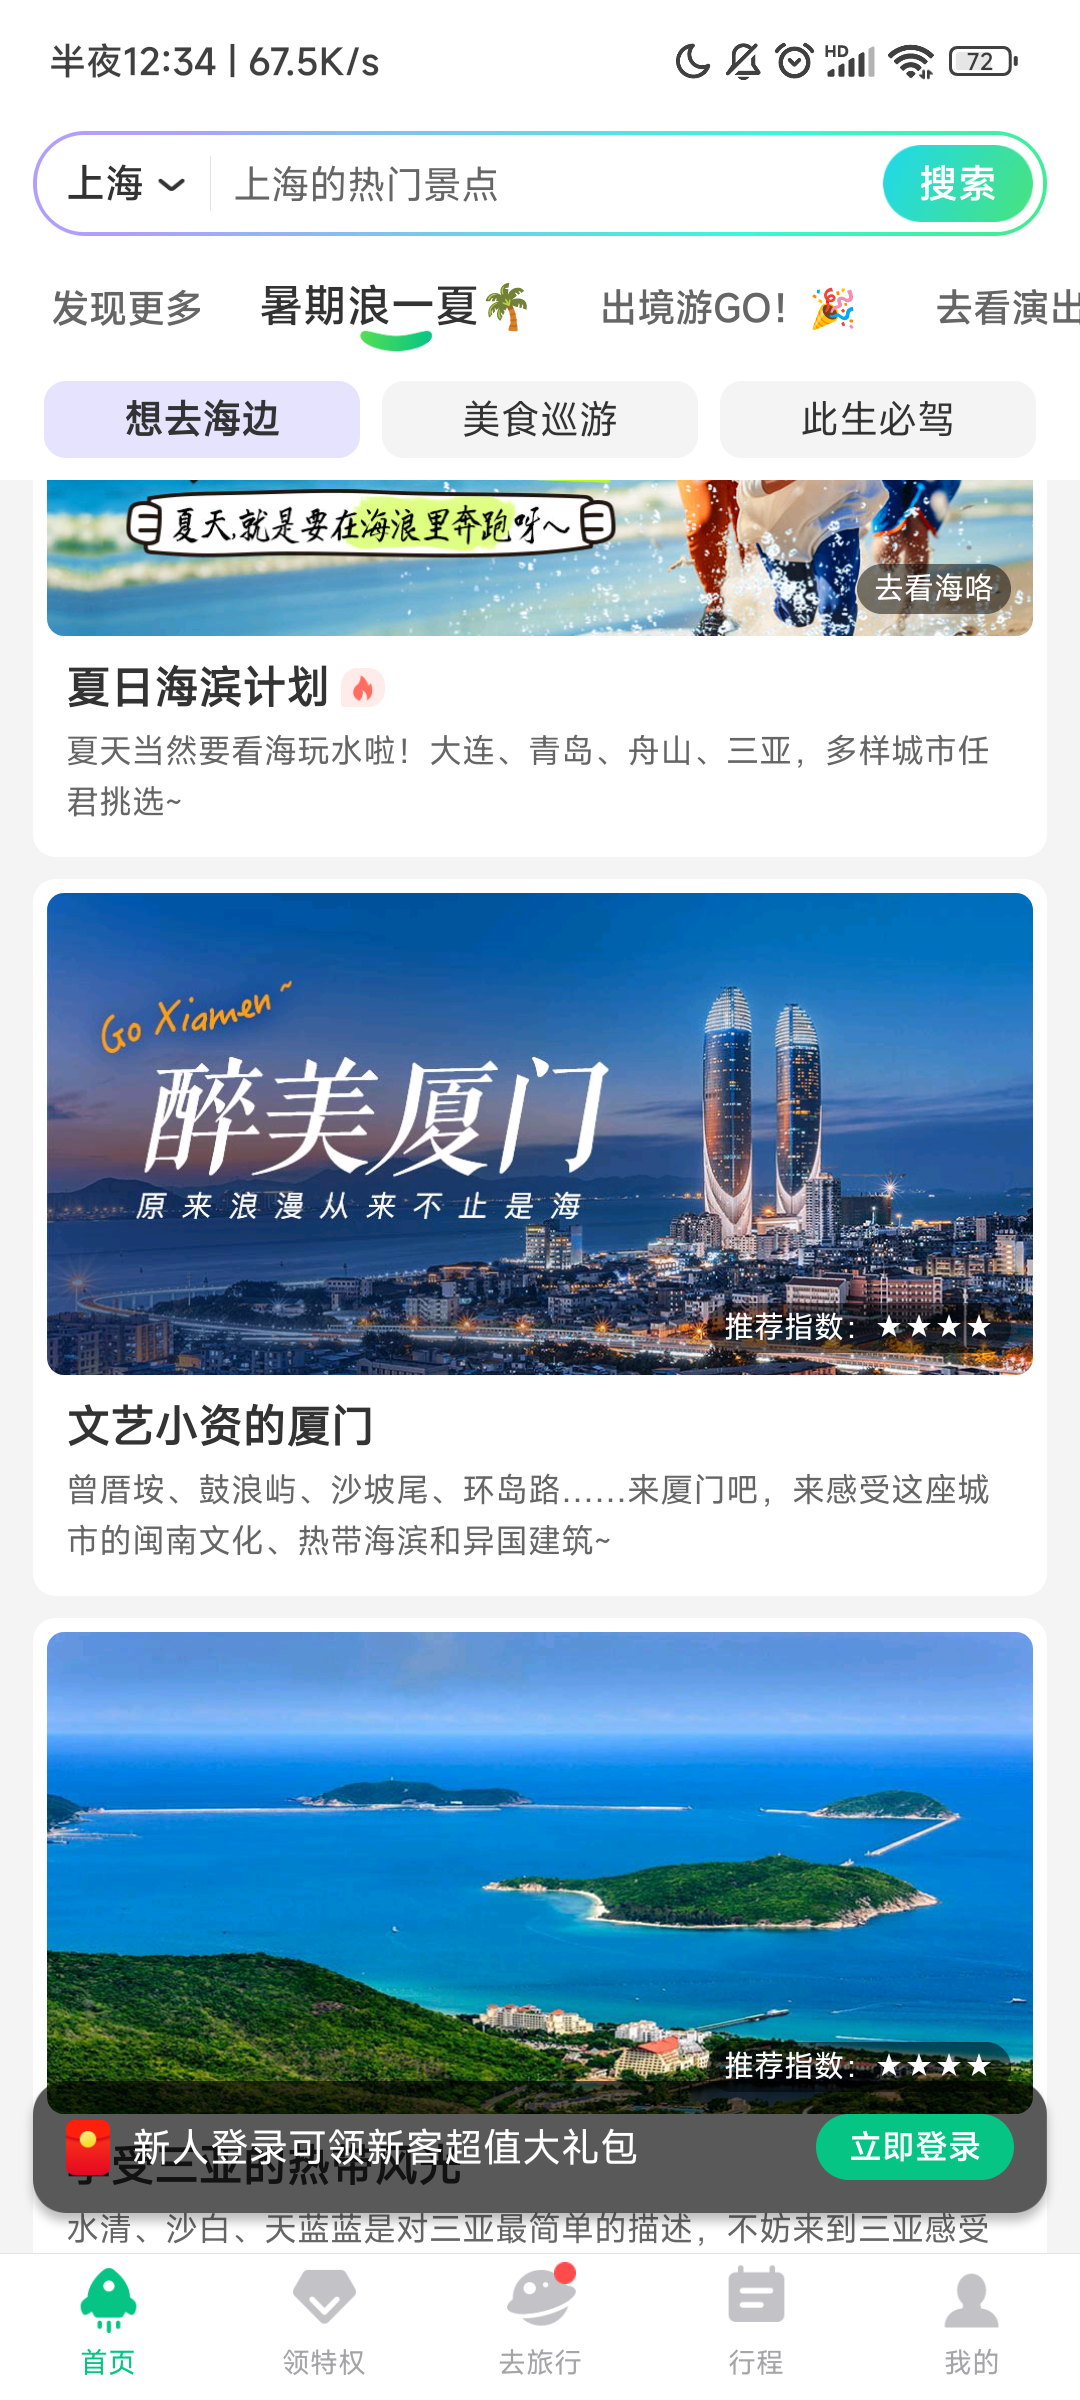 半夜12:34 | 67.5K/s
HD
72
上海
上海的热门景点
搜索
发现更多
暑期浪一夏
出境游GO！
去看演出
想去海边
美食巡游
此生必驾
夏天,就是要在海浪里奔跑呀～
去看海咯
夏日海滨计划
夏天当然要看海玩水啦！大连、青岛、舟山、三亚，多样城市任
君挑选~
Go Xiamen ~
醉美厦门
原来浪漫从来不止是海
推荐指数：★★★★
文艺小资的厦门
曾厝垵、鼓浪屿、沙坡尾、环岛路……来厦门吧，来感受这座城
市的闽南文化、热带海滨和异国建筑~
推荐指数：★★★★
新人登录可领新客超值大礼包
立即登录
享受三亚的热带风光
水清、沙白、天蓝蓝是对三亚最简单的描述，不妨来到三亚感受
首页
领特权
去旅行
行程
我的